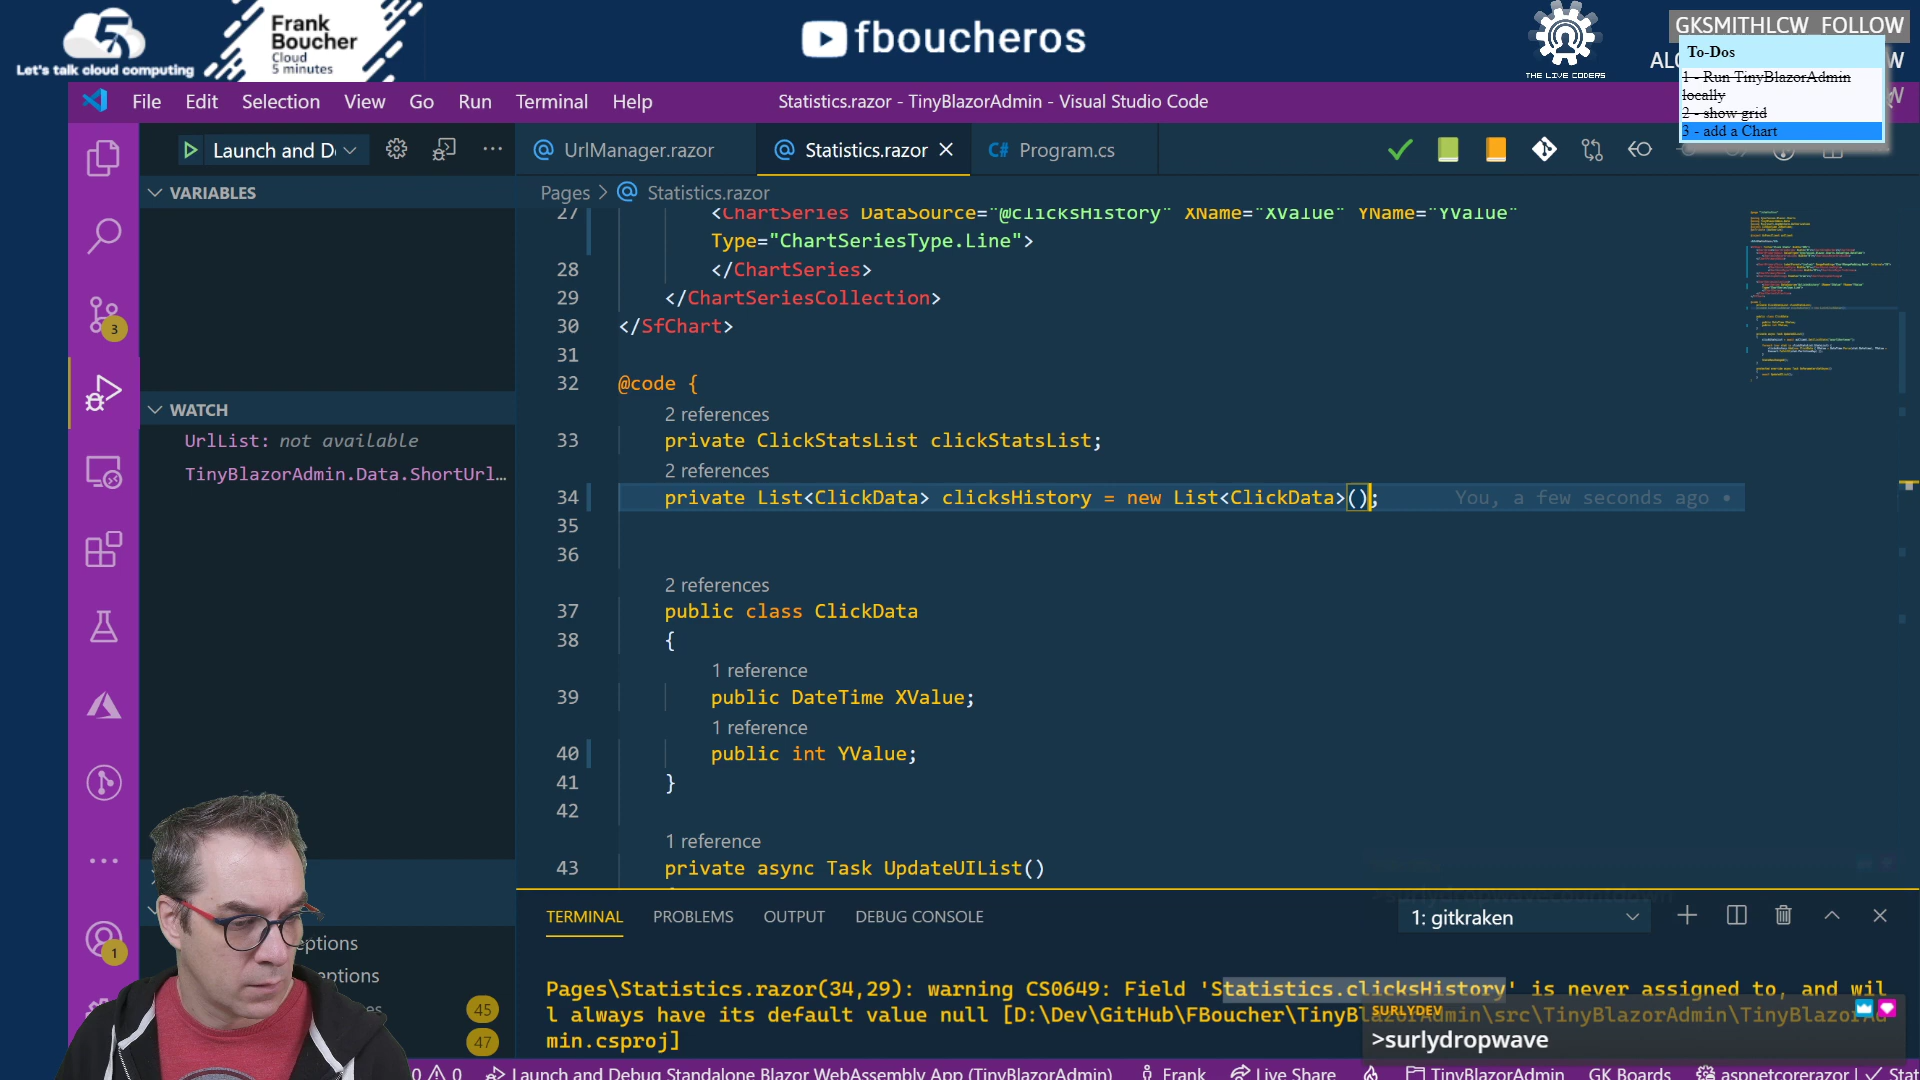 Let's talk cloud computing
Frank
Boucher
Cloud
5 minutes
fboucheros
THE LIVE CODERS
GKSMITHLCW FOLLOW
To-Dos
1 - Run TinyBlazorAdmin
locally
2 - show grid
3 - add a Chart
File Edit Selection View Go Run Terminal Help
Statistics.razor - TinyBlazorAdmin - Visual Studio Code
Launch and D
UrlManager.razor
Statistics.razor
C# Program.cs
VARIABLES
Pages > Statistics.razor
27 <ChartSeries DataSource="@clicksHistory" XName="XValue" YName="YValue"
Type="ChartSeriesType.Line">
28 </ChartSeries>
29 </ChartSeriesCollection>
30 </SfChart>
31
32 @code {
2 references
33 private ClickStatsList clickStatsList;
2 references
34 private List<ClickData> clicksHistory = new List<ClickData>(); You, a few seconds ago •
35
36
2 references
37 public class ClickData
38 {
1 reference
39 public DateTime XValue;
1 reference
40 public int YValue;
41 }
42
1 reference
43 private async Task UpdateUIList()
3
WATCH
UrlList: not available
TinyBlazorAdmin.Data.ShortUrl…
1
eptions
eptions
45
47
TERMINAL PROBLEMS OUTPUT DEBUG CONSOLE
1: gitkraken
Pages\Statistics.razor(34,29): warning CS0649: Field 'Statistics.clicksHistory' is never assigned to, and wil
l always have its default value null [D:\Dev\GitHub\FBoucher\TinyBlazorAdmin\src\TinyBlazorAdmin\TinyBlazorAd
min.csproj]
SURLYDEV
>surlydropwave
0 0 Launch and Debug Standalone Blazor WebAssembly App (TinyBlazorAdmin) Frank Live Share TinyBlazorAdmin GK Boards aspnetcorerazor Stat